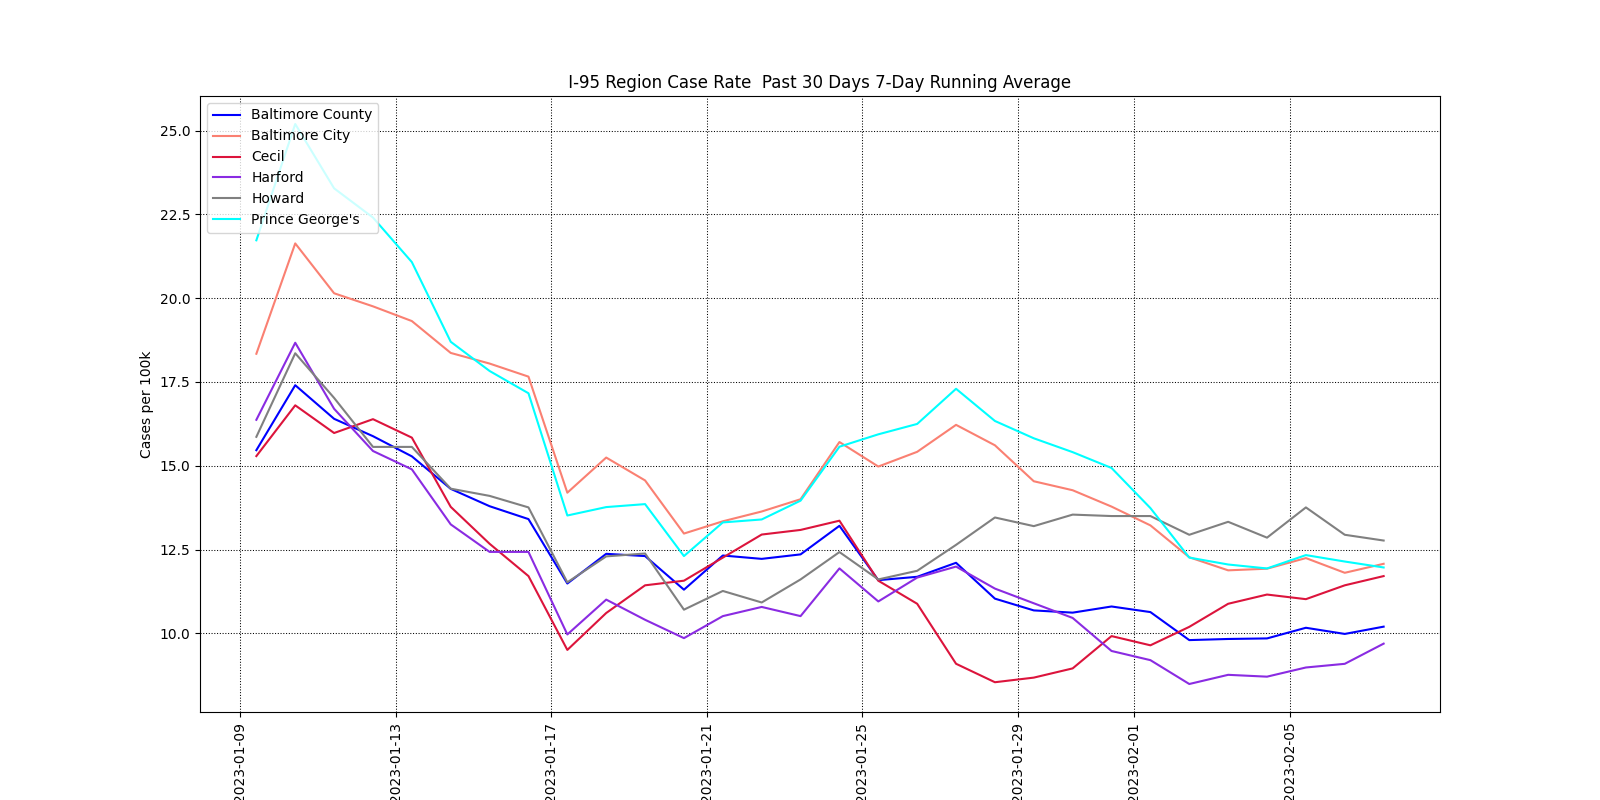 I-95 Region Case Rate  Past 30 Days 7-Day Running Average
Baltimore County
Baltimore City
Cecil
Harford
Howard
Prince George's
Cases per 100k
25.0
22.5
20.0
17.5
15.0
12.5
10.0
2023-01-09
2023-01-13
2023-01-17
2023-01-21
2023-01-25
2023-01-29
2023-02-01
2023-02-05